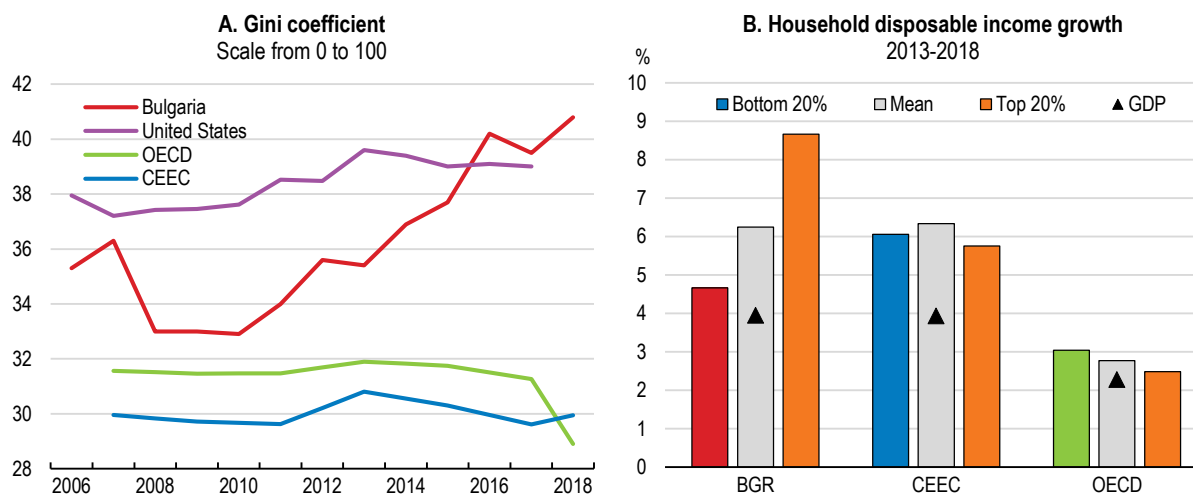 A. Gini coefficient
Scale from 0 to 100
42
40
38
36
34
32
30
28
Bulgaria
United States
OECD
CEEC
2006 2008 2010 2012 2014 2016 2018
B. Household disposable income growth
2013-2018
%
10
9
8
7
6
5
4
3
2
1
0
Bottom 20% Mean Top 20% GDP
BGR CEEC OECD